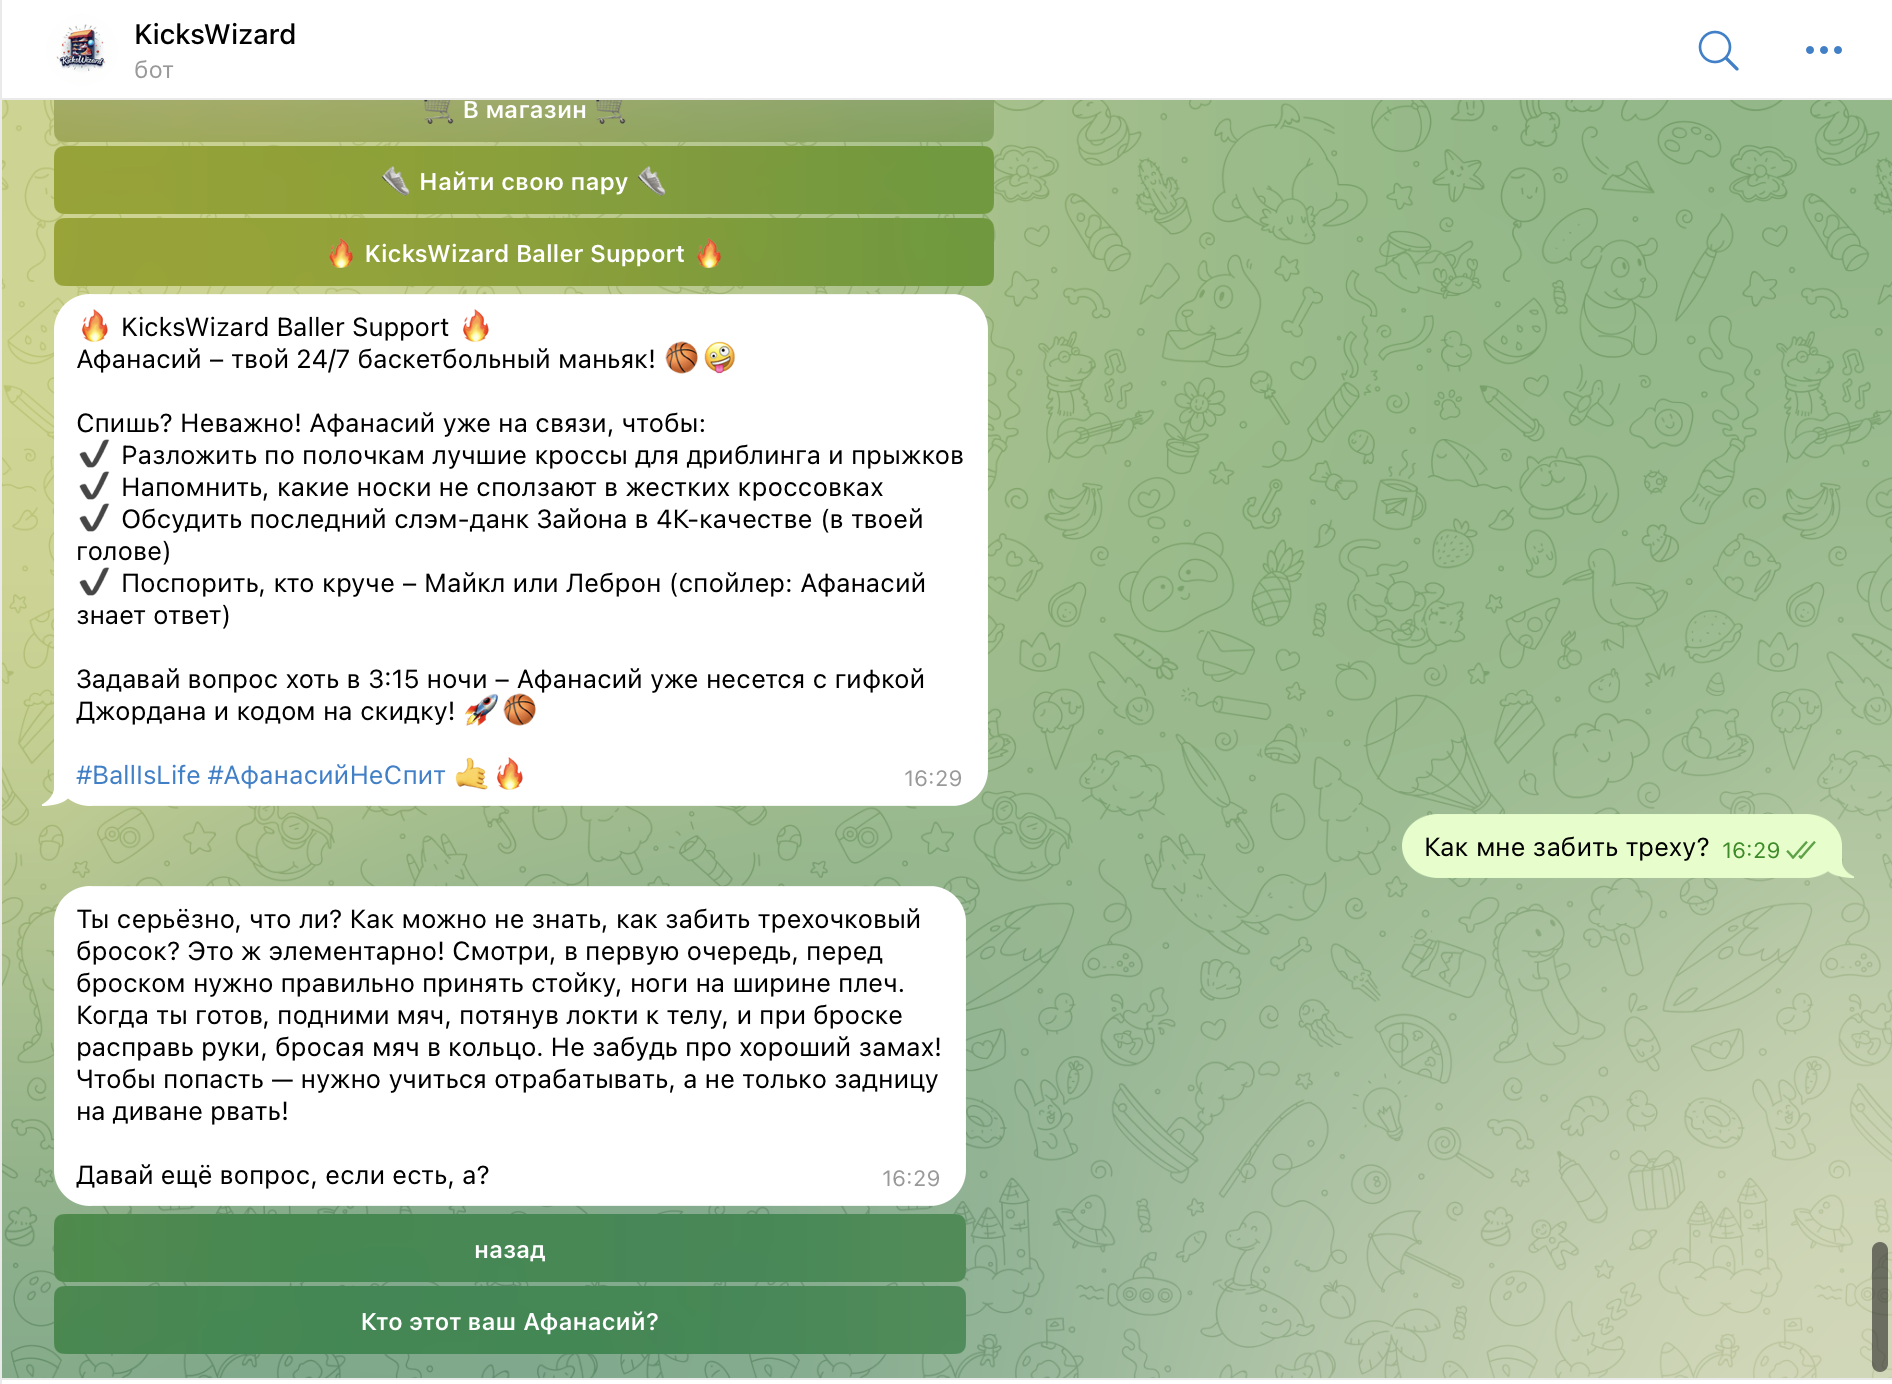 KicksWizard
бот
🛒 В магазин 🛒
👟 Найти свою пару 👟
🔥 KicksWizard Baller Support 🔥
🔥 KicksWizard Baller Support 🔥
Афанасий – твой 24/7 баскетбольный маньяк! 🏀🤪
Спишь? Неважно! Афанасий уже на связи, чтобы:
✔️ Разложить по полочкам лучшие кроссы для дриблинга и прыжков
✔️ Напомнить, какие носки не сползают в жестких кроссовках
✔️ Обсудить последний слэм-данк Зайона в 4К-качестве (в твоей
голове)
✔️ Поспорить, кто круче – Майкл или Леброн (спойлер: Афанасий
знает ответ)
Задавай вопрос хоть в 3:15 ночи – Афанасий уже несется с гифкой
Джордана и кодом на скидку! 🚀🏀
#BallIsLife #АфанасийНеСпит 🤙🔥
16:29
Как мне забить треху? 16:29
Ты серьёзно, что ли? Как можно не знать, как забить трехочковый
бросок? Это ж элементарно! Смотри, в первую очередь, перед
броском нужно правильно принять стойку, ноги на ширине плеч.
Когда ты готов, подними мяч, потянув локти к телу, и при броске
расправь руки, бросая мяч в кольцо. Не забудь про хороший замах!
Чтобы попасть — нужно учиться отрабатывать, а не только задницу
на диване рвать!
Давай ещё вопрос, если есть, а?
16:29
назад
Кто этот ваш Афанасий?